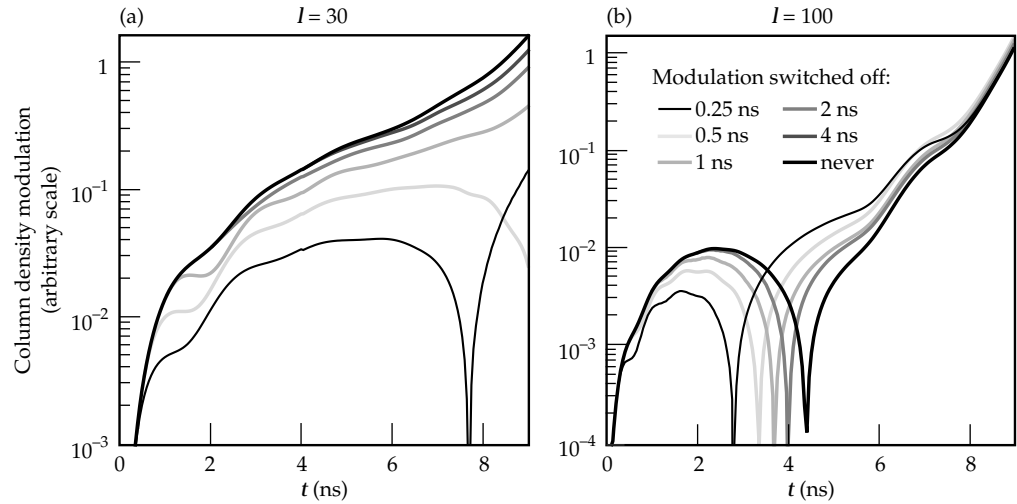 (a)
l = 30
Column density modulation
(arbitrary scale)
1
10⁻¹
10⁻²
10⁻³
0
2
4
6
8
t (ns)
(b)
l = 100
Modulation switched off:
0.25 ns
2 ns
0.5 ns
4 ns
1 ns
never
1
10⁻¹
10⁻²
10⁻³
10⁻⁴
0
2
4
6
8
t (ns)